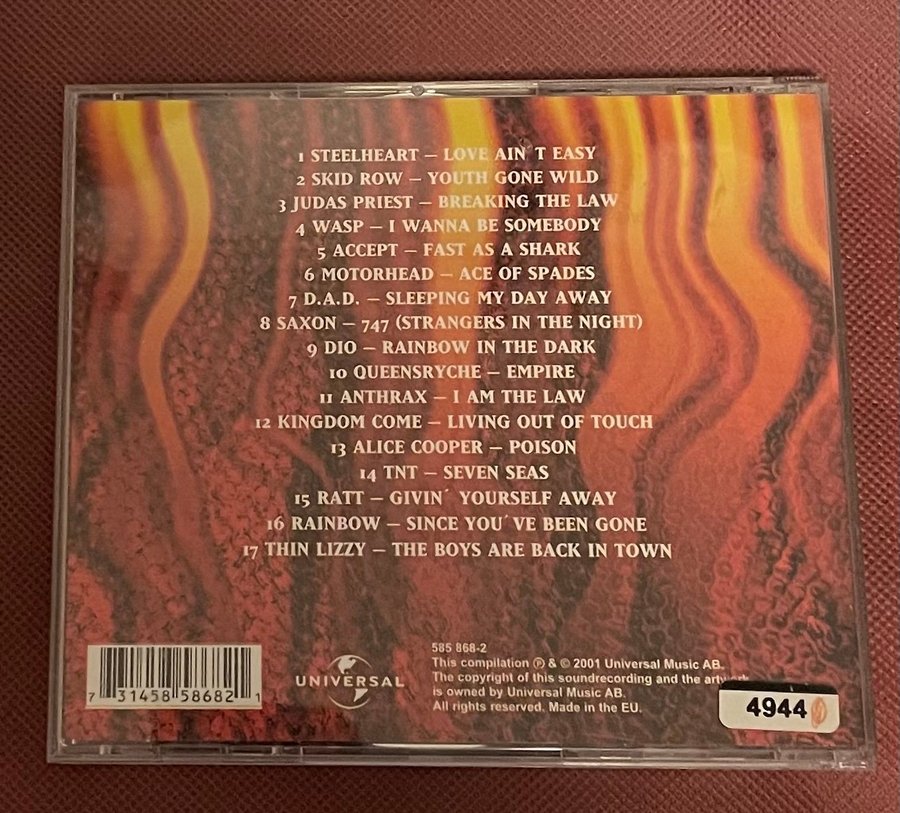 1 STEELHEART – LOVE AIN´T EASY
2 SKID ROW – YOUTH GONE WILD
3 JUDAS PRIEST – BREAKING THE LAW
4 WASP – I WANNA BE SOMEBODY
5 ACCEPT – FAST AS A SHARK
6 MOTORHEAD – ACE OF SPADES
7 D.A.D. – SLEEPING MY DAY AWAY
8 SAXON – 747 (STRANGERS IN THE NIGHT)
9 DIO – RAINBOW IN THE DARK
10 QUEENSRYCHE – EMPIRE
11 ANTHRAX – I AM THE LAW
12 KINGDOM COME – LIVING OUT OF TOUCH
13 ALICE COOPER – POISON
14 TNT – SEVEN SEAS
15 RATT – GIVIN´ YOURSELF AWAY
16 RAINBOW – SINCE YOU´VE BEEN GONE
17 THIN LIZZY – THE BOYS ARE BACK IN TOWN
7 31458 58682 1
UNIVERSAL
585 868-2
This compilation ℗ & © 2001 Universal Music AB.
The copyright of this soundrecording and the
is owned by Universal Music AB.
All rights reserved. Made in the EU.
4944